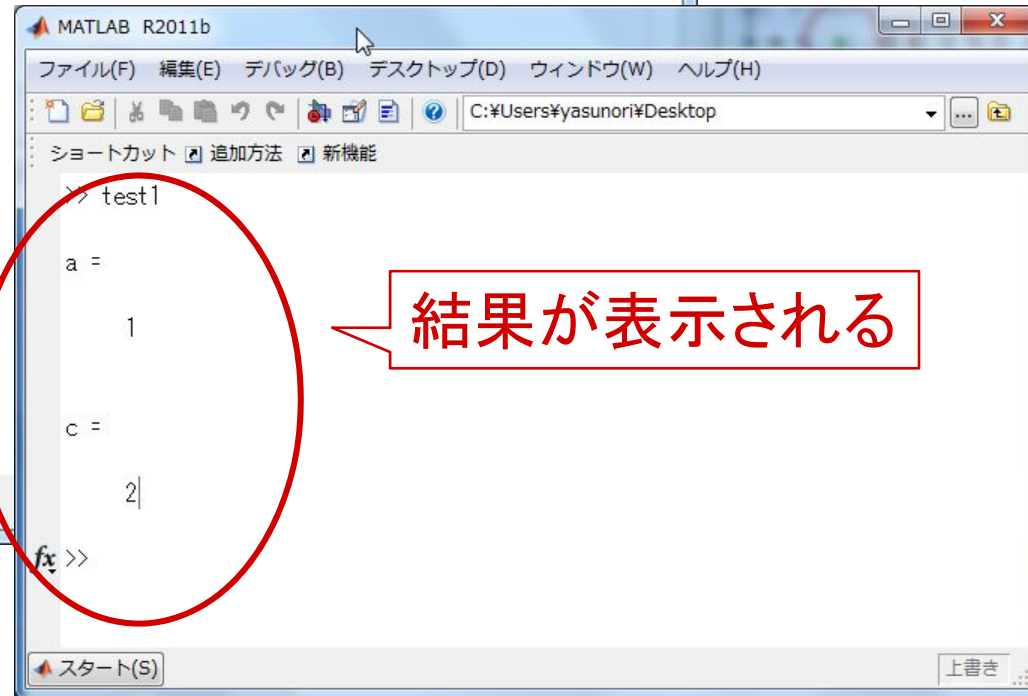 MATLAB R2011b
ファイル(F) 編集(E) デバッグ(B) デスクトップ(D) ウィンドウ(W) ヘルプ(H)
C:¥Users¥yasunori¥Desktop
ショートカット 追加方法 新機能
>> test1
a =
1
結果が表示される
c =
2
fx >>
スタート(S) 上書き